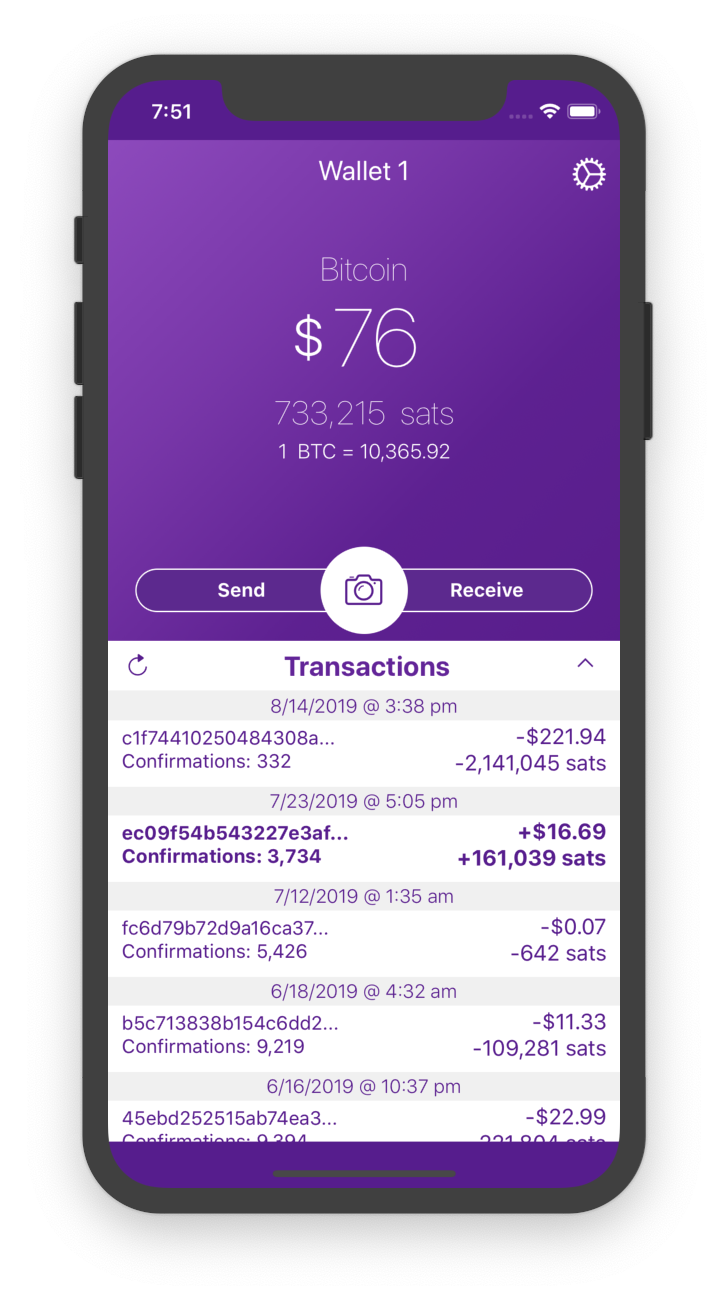 7:51
Wallet 1
Bitcoin
$76
733,215 sats
1 BTC = 10,365.92
Send
Receive
Transactions
8/14/2019 @ 3:38 pm
c1f74410250484308a... -$221.94
Confirmations: 332 -2,141,045 sats
7/23/2019 @ 5:05 pm
ec09f54b543227e3af... +$16.69
Confirmations: 3,734 +161,039 sats
7/12/2019 @ 1:35 am
fc6d79b72d9a16ca37... -$0.07
Confirmations: 5,426 -642 sats
6/18/2019 @ 4:32 am
b5c713838b154c6dd2... -$11.33
Confirmations: 9,219 -109,281 sats
6/16/2019 @ 10:37 pm
45ebd252515ab74ea3... -$22.99
Confirmations: 9,394 -221,804 sats